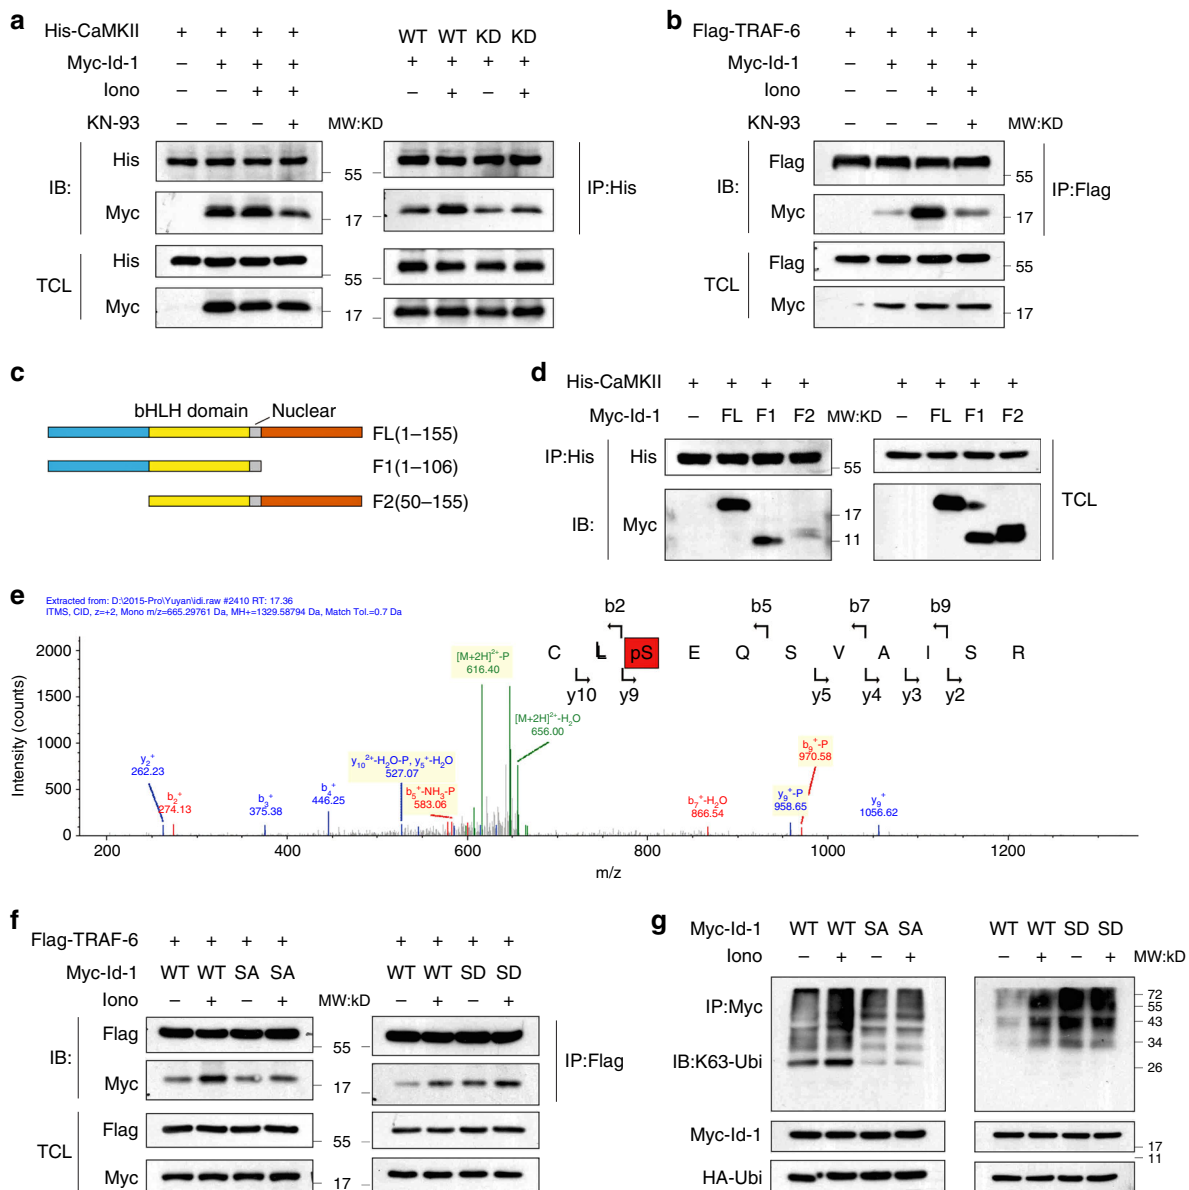 a
His-CaMKII + + + +
WT WT KD KD
Myc-Id-1 – + + +
+ + + +
Iono – – + +
– + – +
KN-93 – – – +
MW:KD
IB:
His
55
Myc
17
IP:His
TCL
His
55
Myc
17
b
Flag-TRAF-6 + + + +
Myc-Id-1 – + + +
Iono – – + +
KN-93 – – – +
MW:KD
IB:
Flag
55
Myc
17
IP:Flag
TCL
Flag
55
Myc
17
c
bHLH domain Nuclear
FL(1–155)
F1(1–106)
F2(50–155)
d
His-CaMKII + + + + + + + +
Myc-Id-1 – FL F1 F2 MW:KD – FL F1 F2
IP:His His
55
IB: Myc
17
11
TCL
e
Extracted from: D:\2015-Pro\Yuyan\idi.raw #2410 RT: 17.36
ITMS, CID, z=+2, Mono m/z=665.29761 Da, MH+=1329.58794 Da, Match Tol.=0.7 Da
b2 b5 b7 b9
C L pS E Q S V A I S R
y10 y9 y5 y4 y3 y2
Intensity (counts)
2000
1500
1000
500
0
[M+2H]²⁺-P
616.40
[M+2H]²⁺-H₂O
656.00
y₂⁺
262.23
b₂⁺
274.13
b₃⁺
375.38
b₄⁺
446.25
y₁₀²⁺-H₂O-P, y₅⁺-H₂O
527.07
b₅⁺-NH₃-P
583.06
b₇⁺-H₂O
866.54
y₉⁺-P
958.65
b₉⁺-P
970.58
y₉⁺
1056.62
200 400 600 800 1000 1200
m/z
f
Flag-TRAF-6 + + + + + + + +
Myc-Id-1 WT WT SA SA WT WT SD SD
Iono – + – + MW:kD – + – +
IB:
Flag
55
Myc
17
IP:Flag
TCL
Flag
55
Myc
17
g
Myc-Id-1 WT WT SA SA WT WT SD SD
Iono – + – + – + – + MW:kD
IP:Myc
IB:K63-Ubi
72
55
43
34
26
Myc-Id-1
17
11
HA-Ubi